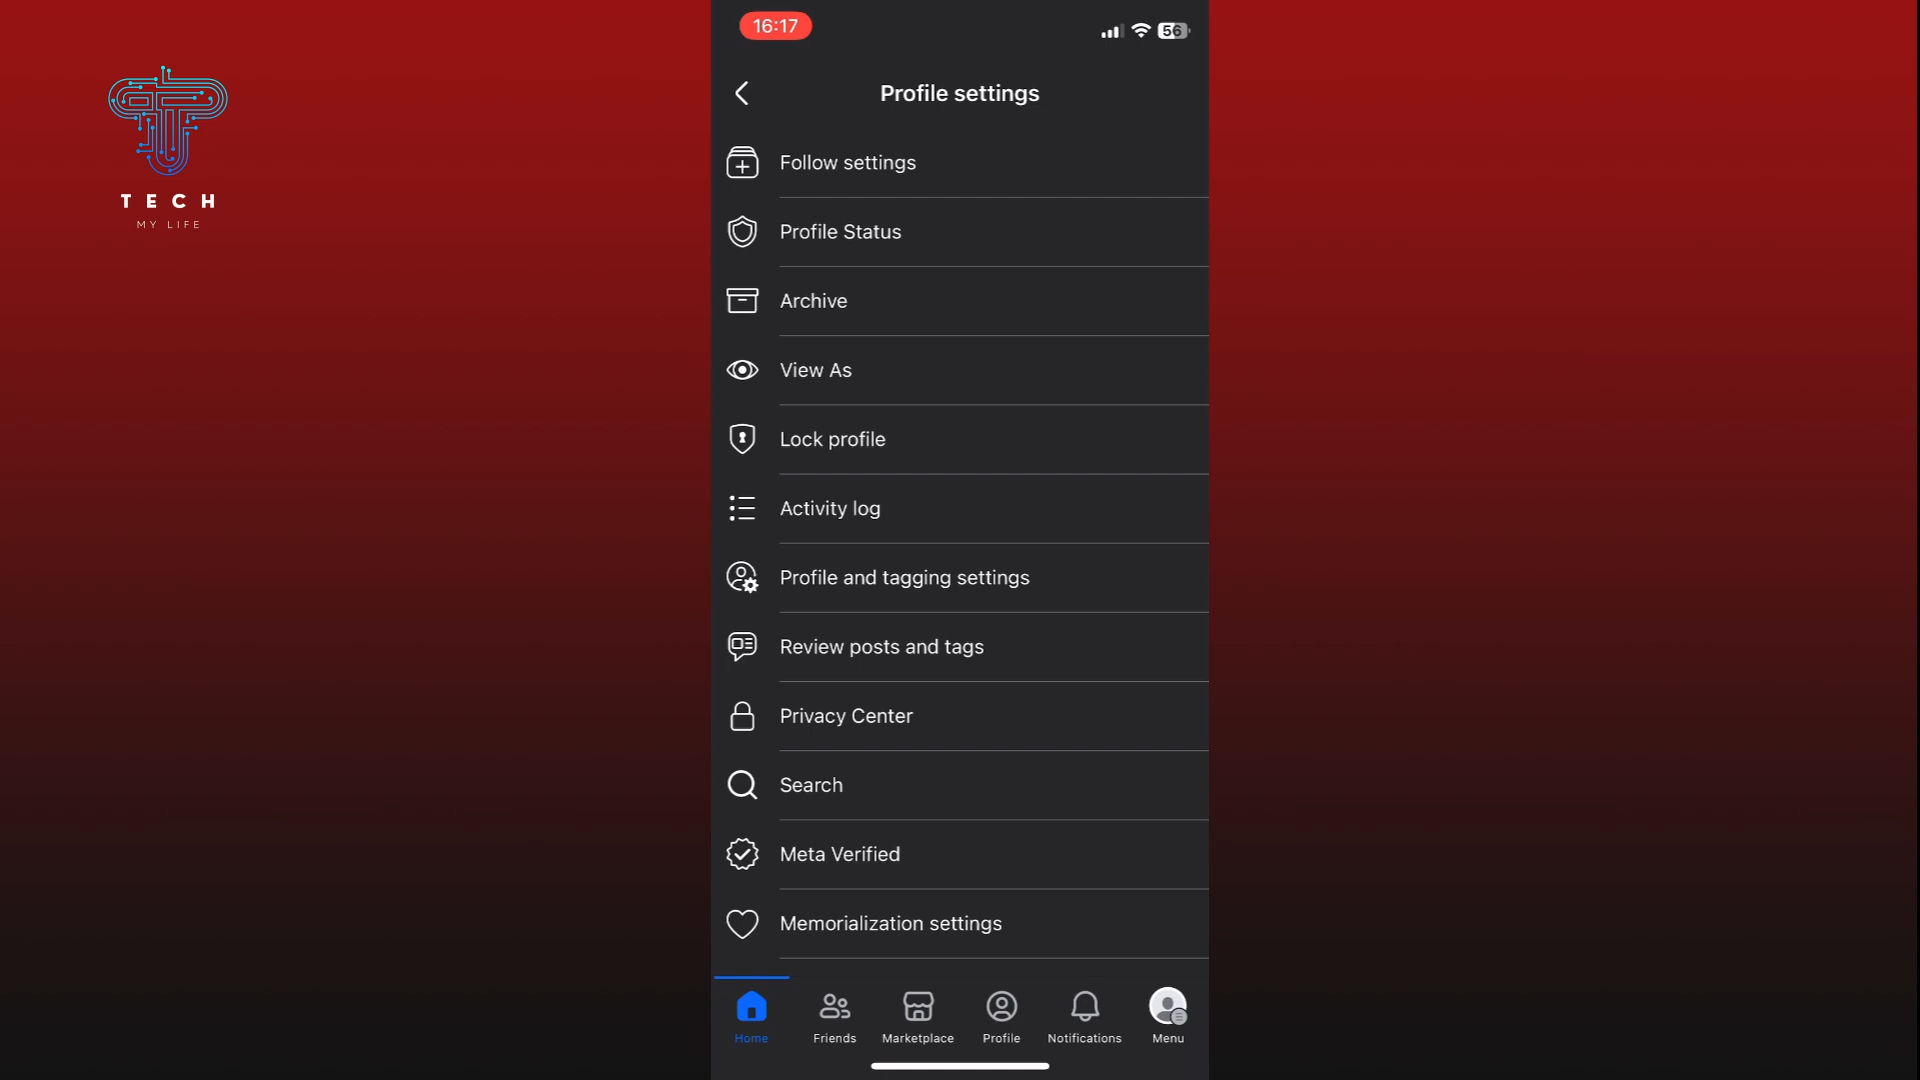 TECH
MY LIFE
16:17
56
Profile settings
Follow settings
Profile Status
Archive
View As
Lock profile
Activity log
Profile and tagging settings
Review posts and tags
Privacy Center
Search
Meta Verified
Memorialization settings
Home
Friends
Marketplace
Profile
Notifications
Menu